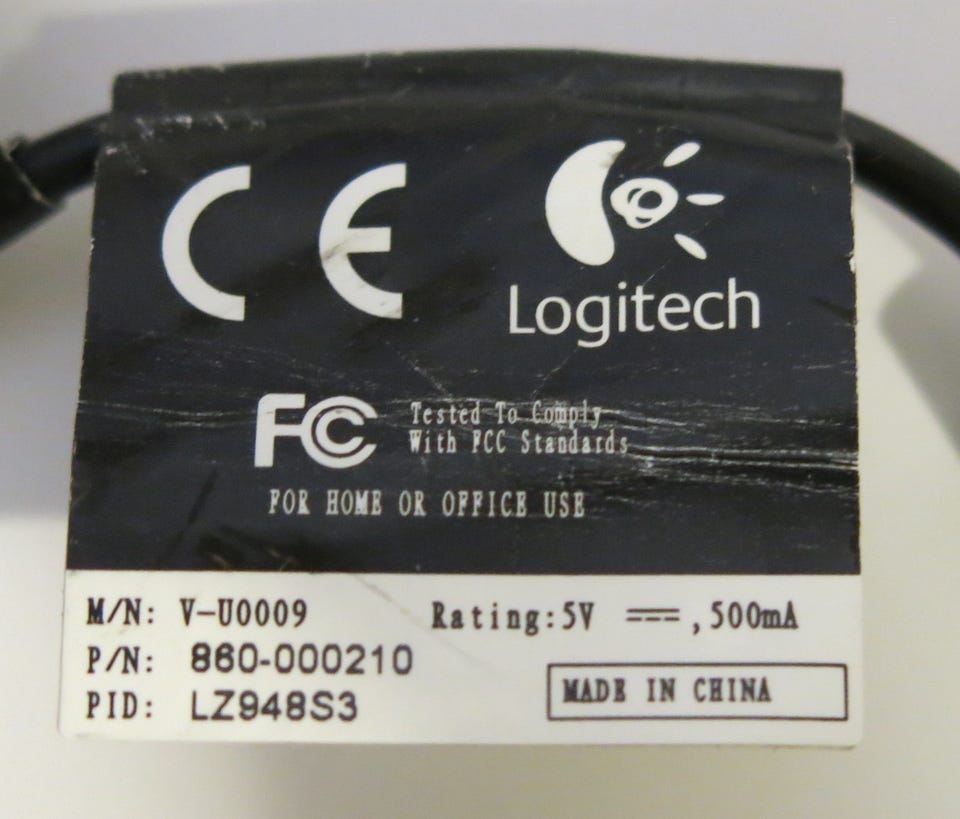 CE
Logitech
FC Tested To Comply
With FCC Standards
FOR HOME OR OFFICE USE
M/N: V-U0009 Rating:5V ⎓,500mA
P/N: 860-000210
PID: LZ948S3
MADE IN CHINA